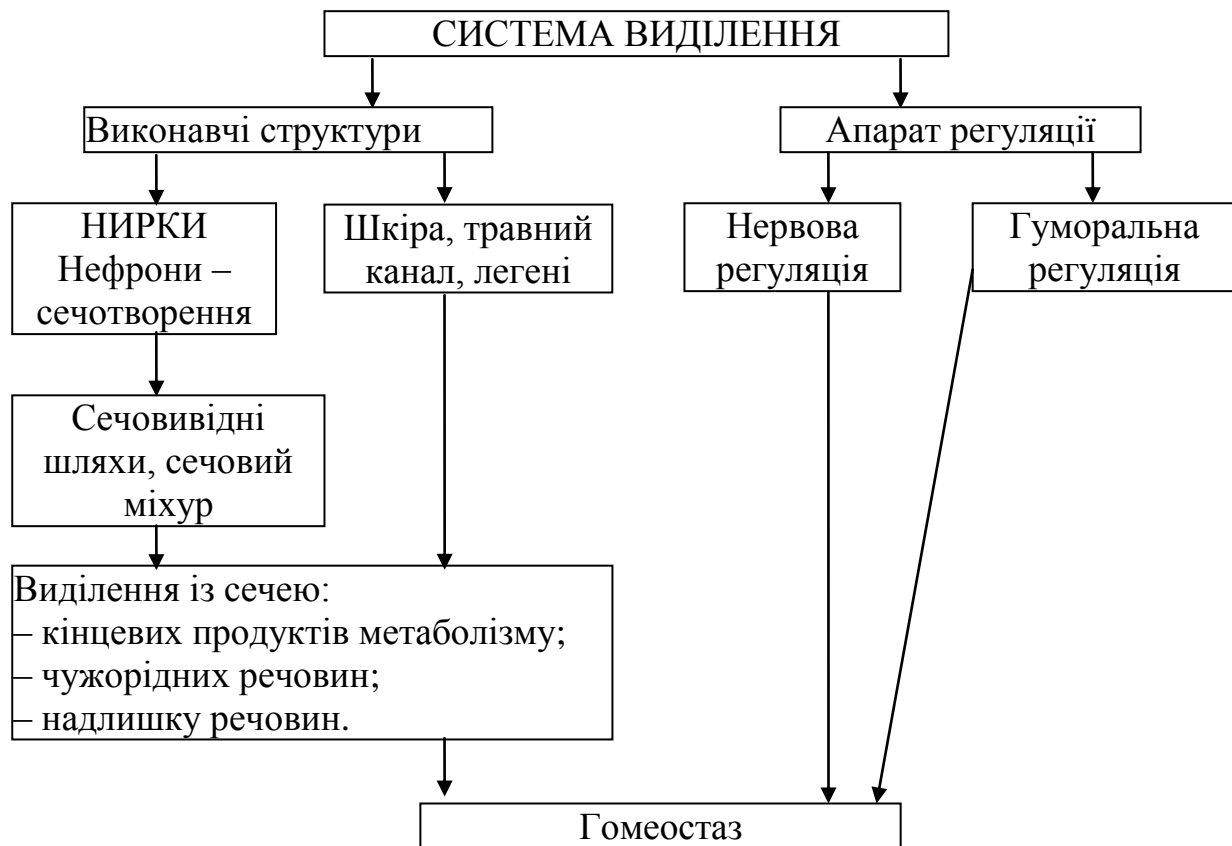 СИСТЕМА ВИДІЛЕННЯ
Виконавчі структури
Апарат регуляції
НИРКИ
Нефрони –
сечотворення
Шкіра, травний
канал, легені
Нервова
регуляція
Гуморальна
регуляція
Сечовивідні
шляхи, сечовий
міхур
Виділення із сечею:
– кінцевих продуктів метаболізму;
– чужорідних речовин;
– надлишку речовин.
Гомеостаз